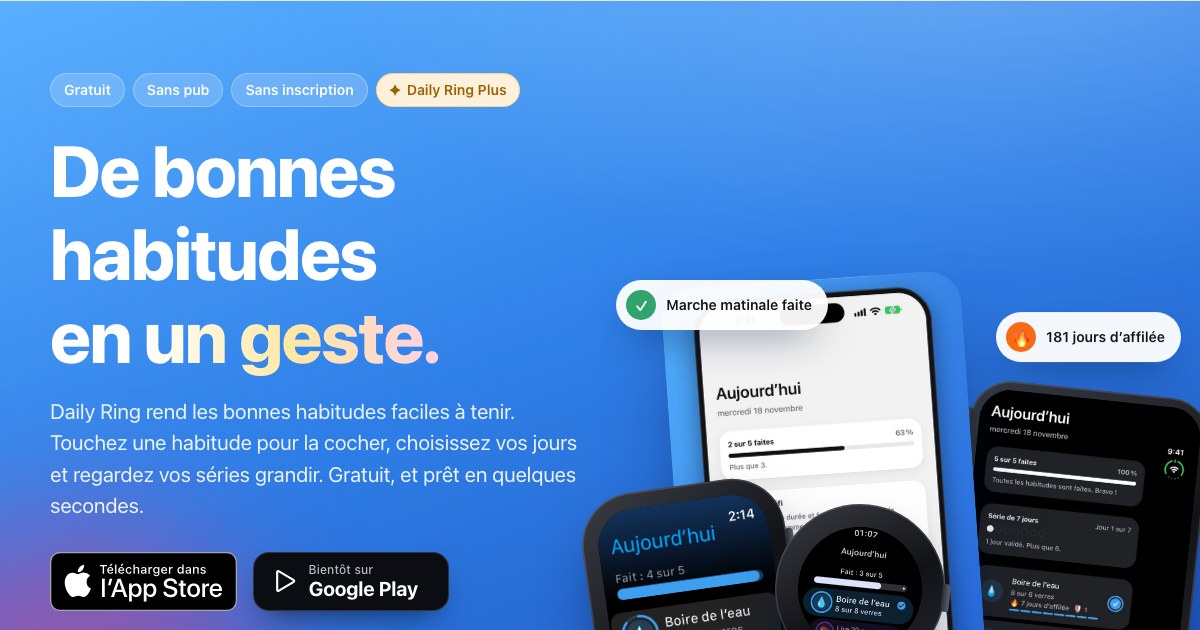 Gratuit
Sans pub
Sans inscription
Daily Ring Plus
De bonnes
habitudes
en un geste.
Daily Ring rend les bonnes habitudes faciles à tenir.
Touchez une habitude pour la cocher, choisissez vos jours
et regardez vos séries grandir. Gratuit, et prêt en quelques
secondes.
Télécharger dans
l’App Store
Bientôt sur
Google Play
Marche matinale faite
181 jours d’affilée
Aujourd’hui
mercredi 18 novembre
2 sur 5 faites
63 %
Plus que 3.
durée et
2:14
Aujourd’hui
Fait : 4 sur 5
Boire de l’eau
01:07
Aujourd’hui
Fait : 3 sur 5
Boire de l’eau
8 sur 8 verres
Aujourd’hui
mercredi 18 novembre
9:41
5 sur 5 faites
100 %
Toutes les habitudes sont faites. Bravo !
Série de 7 jours
Jour 1 sur 7
1 jour validé. Plus que 6.
Boire de l’eau
8 sur 8 verres
7 jours d’affilée